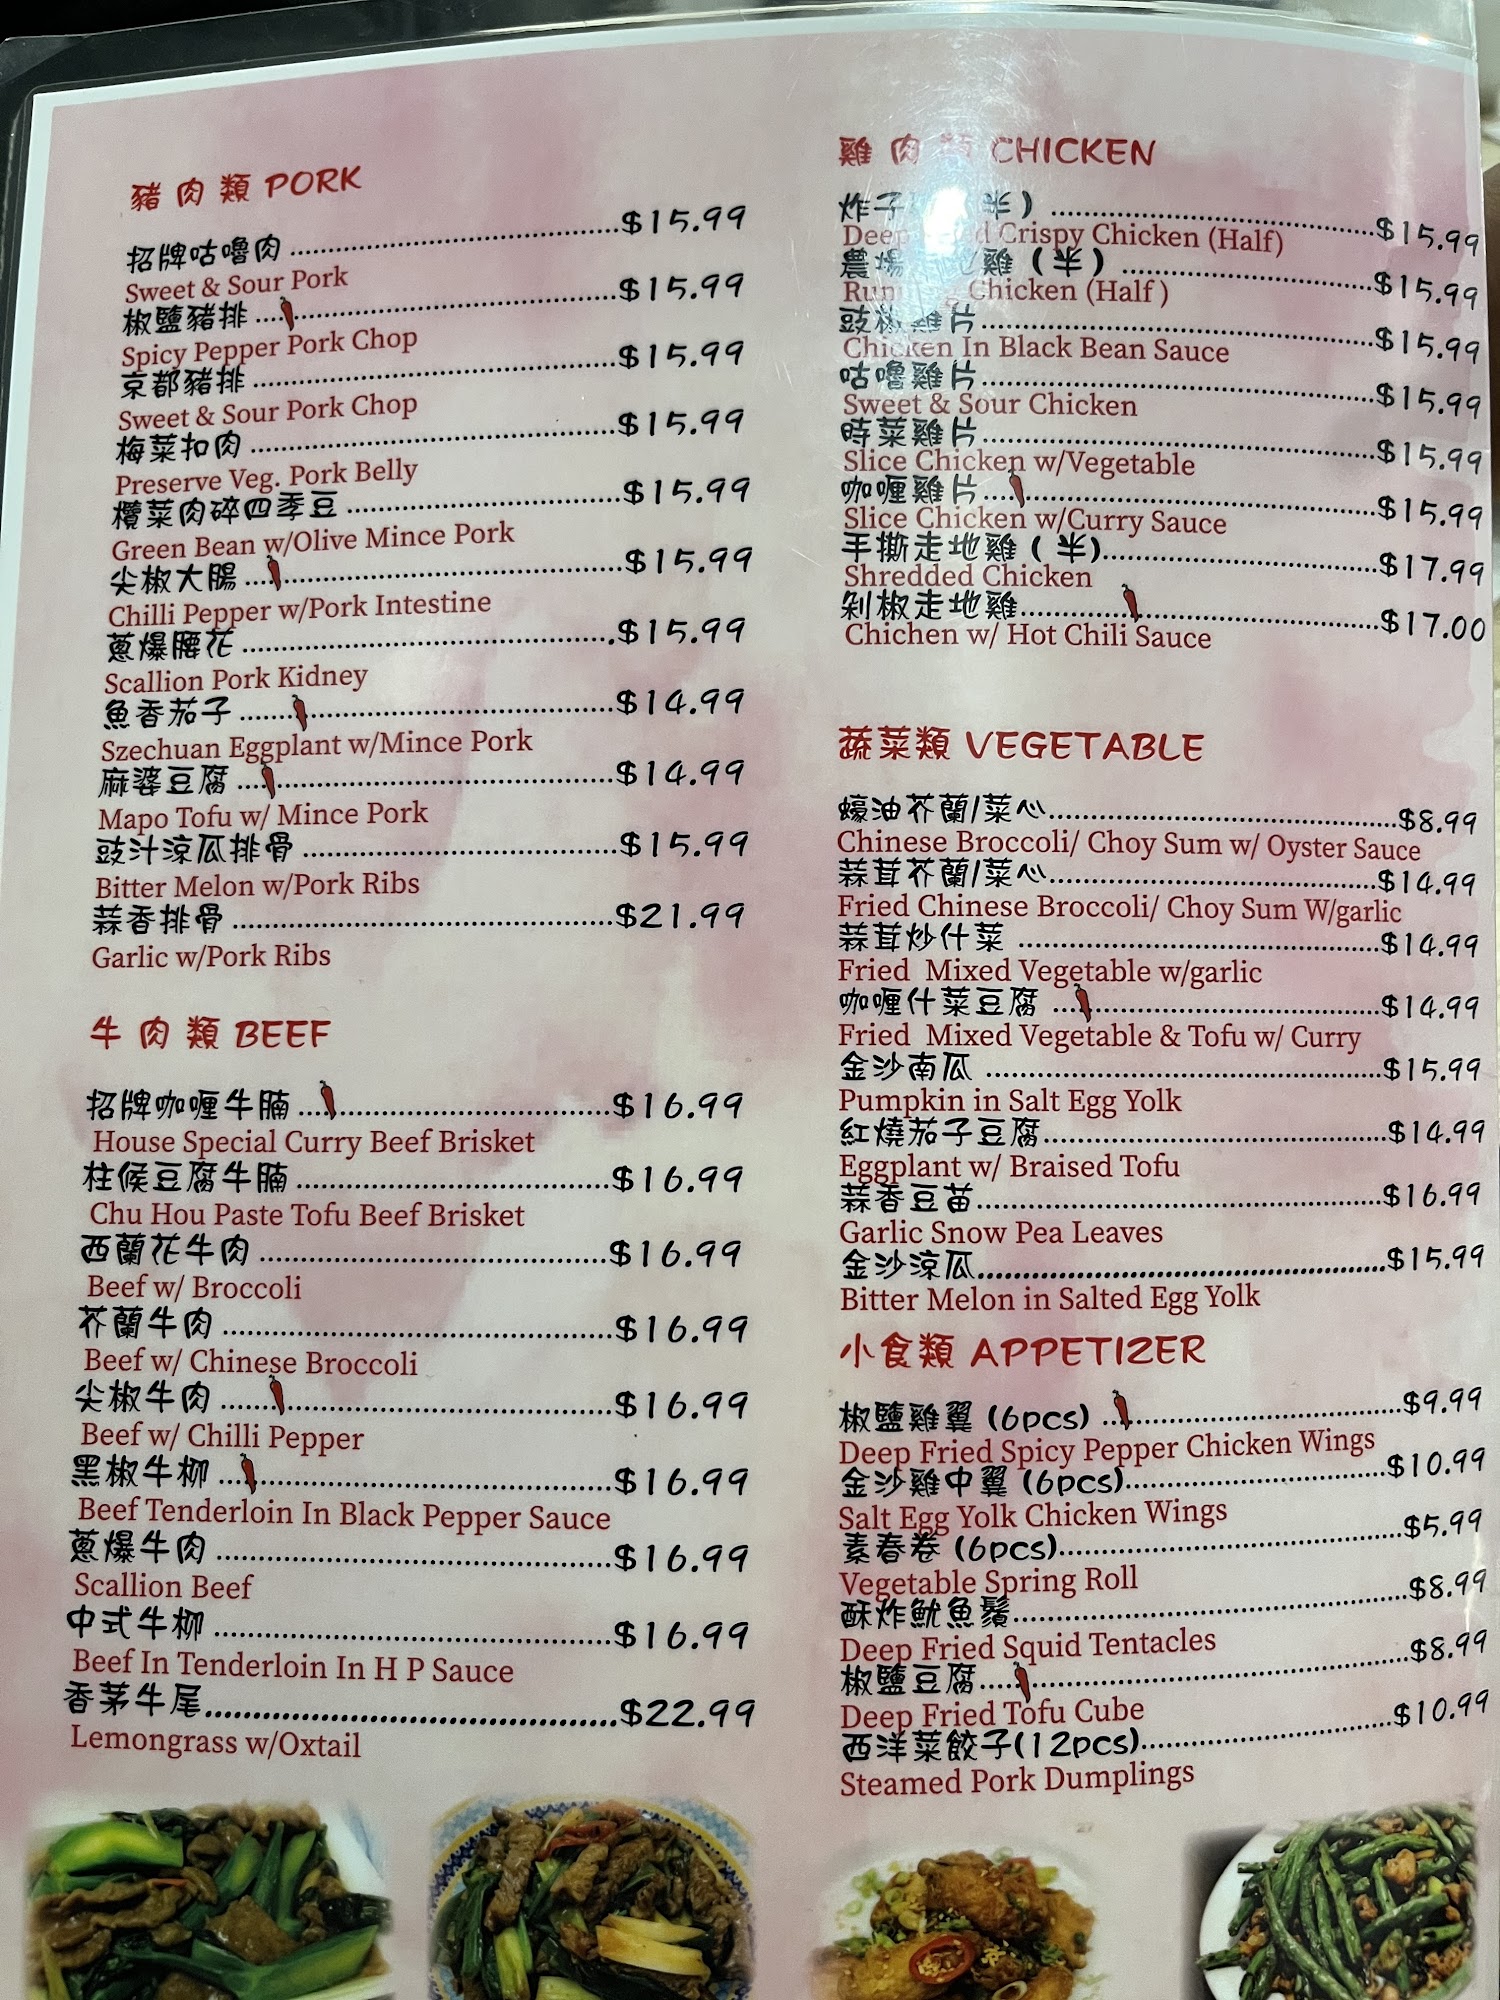 豬肉類 PORK
招牌咕嚕肉 $15.99
Sweet & Sour Pork
椒鹽豬排 $15.99
Spicy Pepper Pork Chop
京都豬排 $15.99
Sweet & Sour Pork Chop
梅菜扣肉 $15.99
Preserve Veg. Pork Belly
欖菜肉碎四季豆 $15.99
Green Bean w/Olive Mince Pork
尖椒大腸 $15.99
Chilli Pepper w/Pork Intestine
蔥爆腰花 $15.99
Scallion Pork Kidney
魚香茄子 $14.99
Szechuan Eggplant w/Mince Pork
麻婆豆腐 $14.99
Mapo Tofu w/ Mince Pork
豉汁涼瓜排骨 $15.99
Bitter Melon w/Pork Ribs
蒜香排骨 $21.99
Garlic w/Pork Ribs
牛肉類 BEEF
招牌咖喱牛腩 $16.99
House Special Curry Beef Brisket
柱候豆腐牛腩 $16.99
Chu Hou Paste Tofu Beef Brisket
西蘭花牛肉 $16.99
Beef w/ Broccoli
芥蘭牛肉 $16.99
Beef w/ Chinese Broccoli
尖椒牛肉 $16.99
Beef w/ Chilli Pepper
黑椒牛柳 $16.99
Beef Tenderloin In Black Pepper Sauce
蔥爆牛肉 $16.99
Scallion Beef
中式牛柳 $16.99
Beef In Tenderloin In H P Sauce
香茅牛尾 $22.99
Lemongrass w/Oxtail
雞肉 CHICKEN
炸子 (半) $15.99
Crispy Chicken (Half)
農場 地雞 (半) $15.99
Chicken (Half)
豉椒雞片 $15.99
Chicken In Black Bean Sauce
咕嚕雞片 $15.99
Sweet & Sour Chicken
時菜雞片 $15.99
Slice Chicken w/Vegetable
咖喱雞片 $15.99
Slice Chicken w/Curry Sauce
手撕走地雞 (半) $17.99
Shredded Chicken
剁椒走地雞 $17.00
Chichen w/ Hot Chili Sauce
蔬菜類 VEGETABLE
蠔油芥蘭/菜心 $8.99
Chinese Broccoli/ Choy Sum w/ Oyster Sauce
蒜茸芥蘭/菜心 $14.99
Fried Chinese Broccoli/ Choy Sum W/garlic
蒜茸炒什菜 $14.99
Fried Mixed Vegetable w/garlic
咖喱什菜豆腐 $14.99
Fried Mixed Vegetable & Tofu w/ Curry
金沙南瓜 $15.99
Pumpkin in Salt Egg Yolk
紅燒茄子豆腐 $14.99
Eggplant w/ Braised Tofu
蒜香豆苗 $16.99
Garlic Snow Pea Leaves
金沙涼瓜 $15.99
Bitter Melon in Salted Egg Yolk
小食類 APPETIZER
椒鹽雞翼 (6pcs) $9.99
Deep Fried Spicy Pepper Chicken Wings
金沙雞中翼 (6pcs) $10.99
Salt Egg Yolk Chicken Wings
素春卷 (6pcs) $5.99
Vegetable Spring Roll
酥炸魷魚鬚 $8.99
Deep Fried Squid Tentacles
椒鹽豆腐 $8.99
Deep Fried Tofu Cube
西洋菜餃子(12pcs) $10.99
Steamed Pork Dumplings